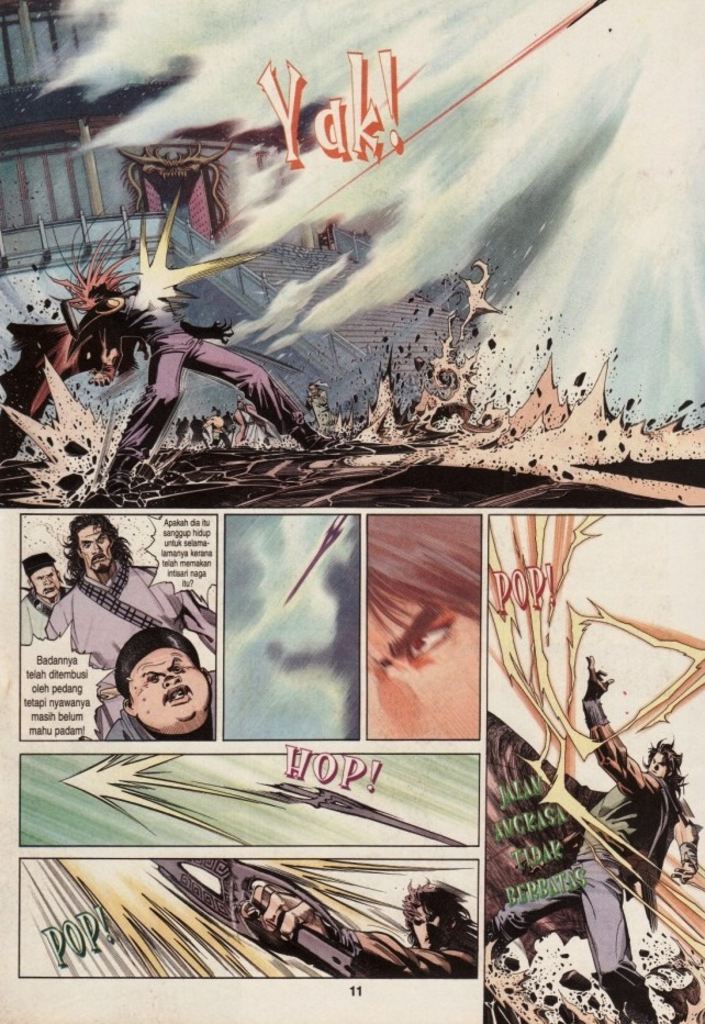 Yak!
Apakah dia itu
sanggup hidup
untuk selama-
lamanya kerana
telah memakan
intisari naga
itu?
Badannya
telah ditembusi
oleh pedang
tetapi nyawanya
masih belum
mahu padam!
POP!
HOP!
JALAN
ANGKASA
TIDAK
BERBATAS
POP!
11